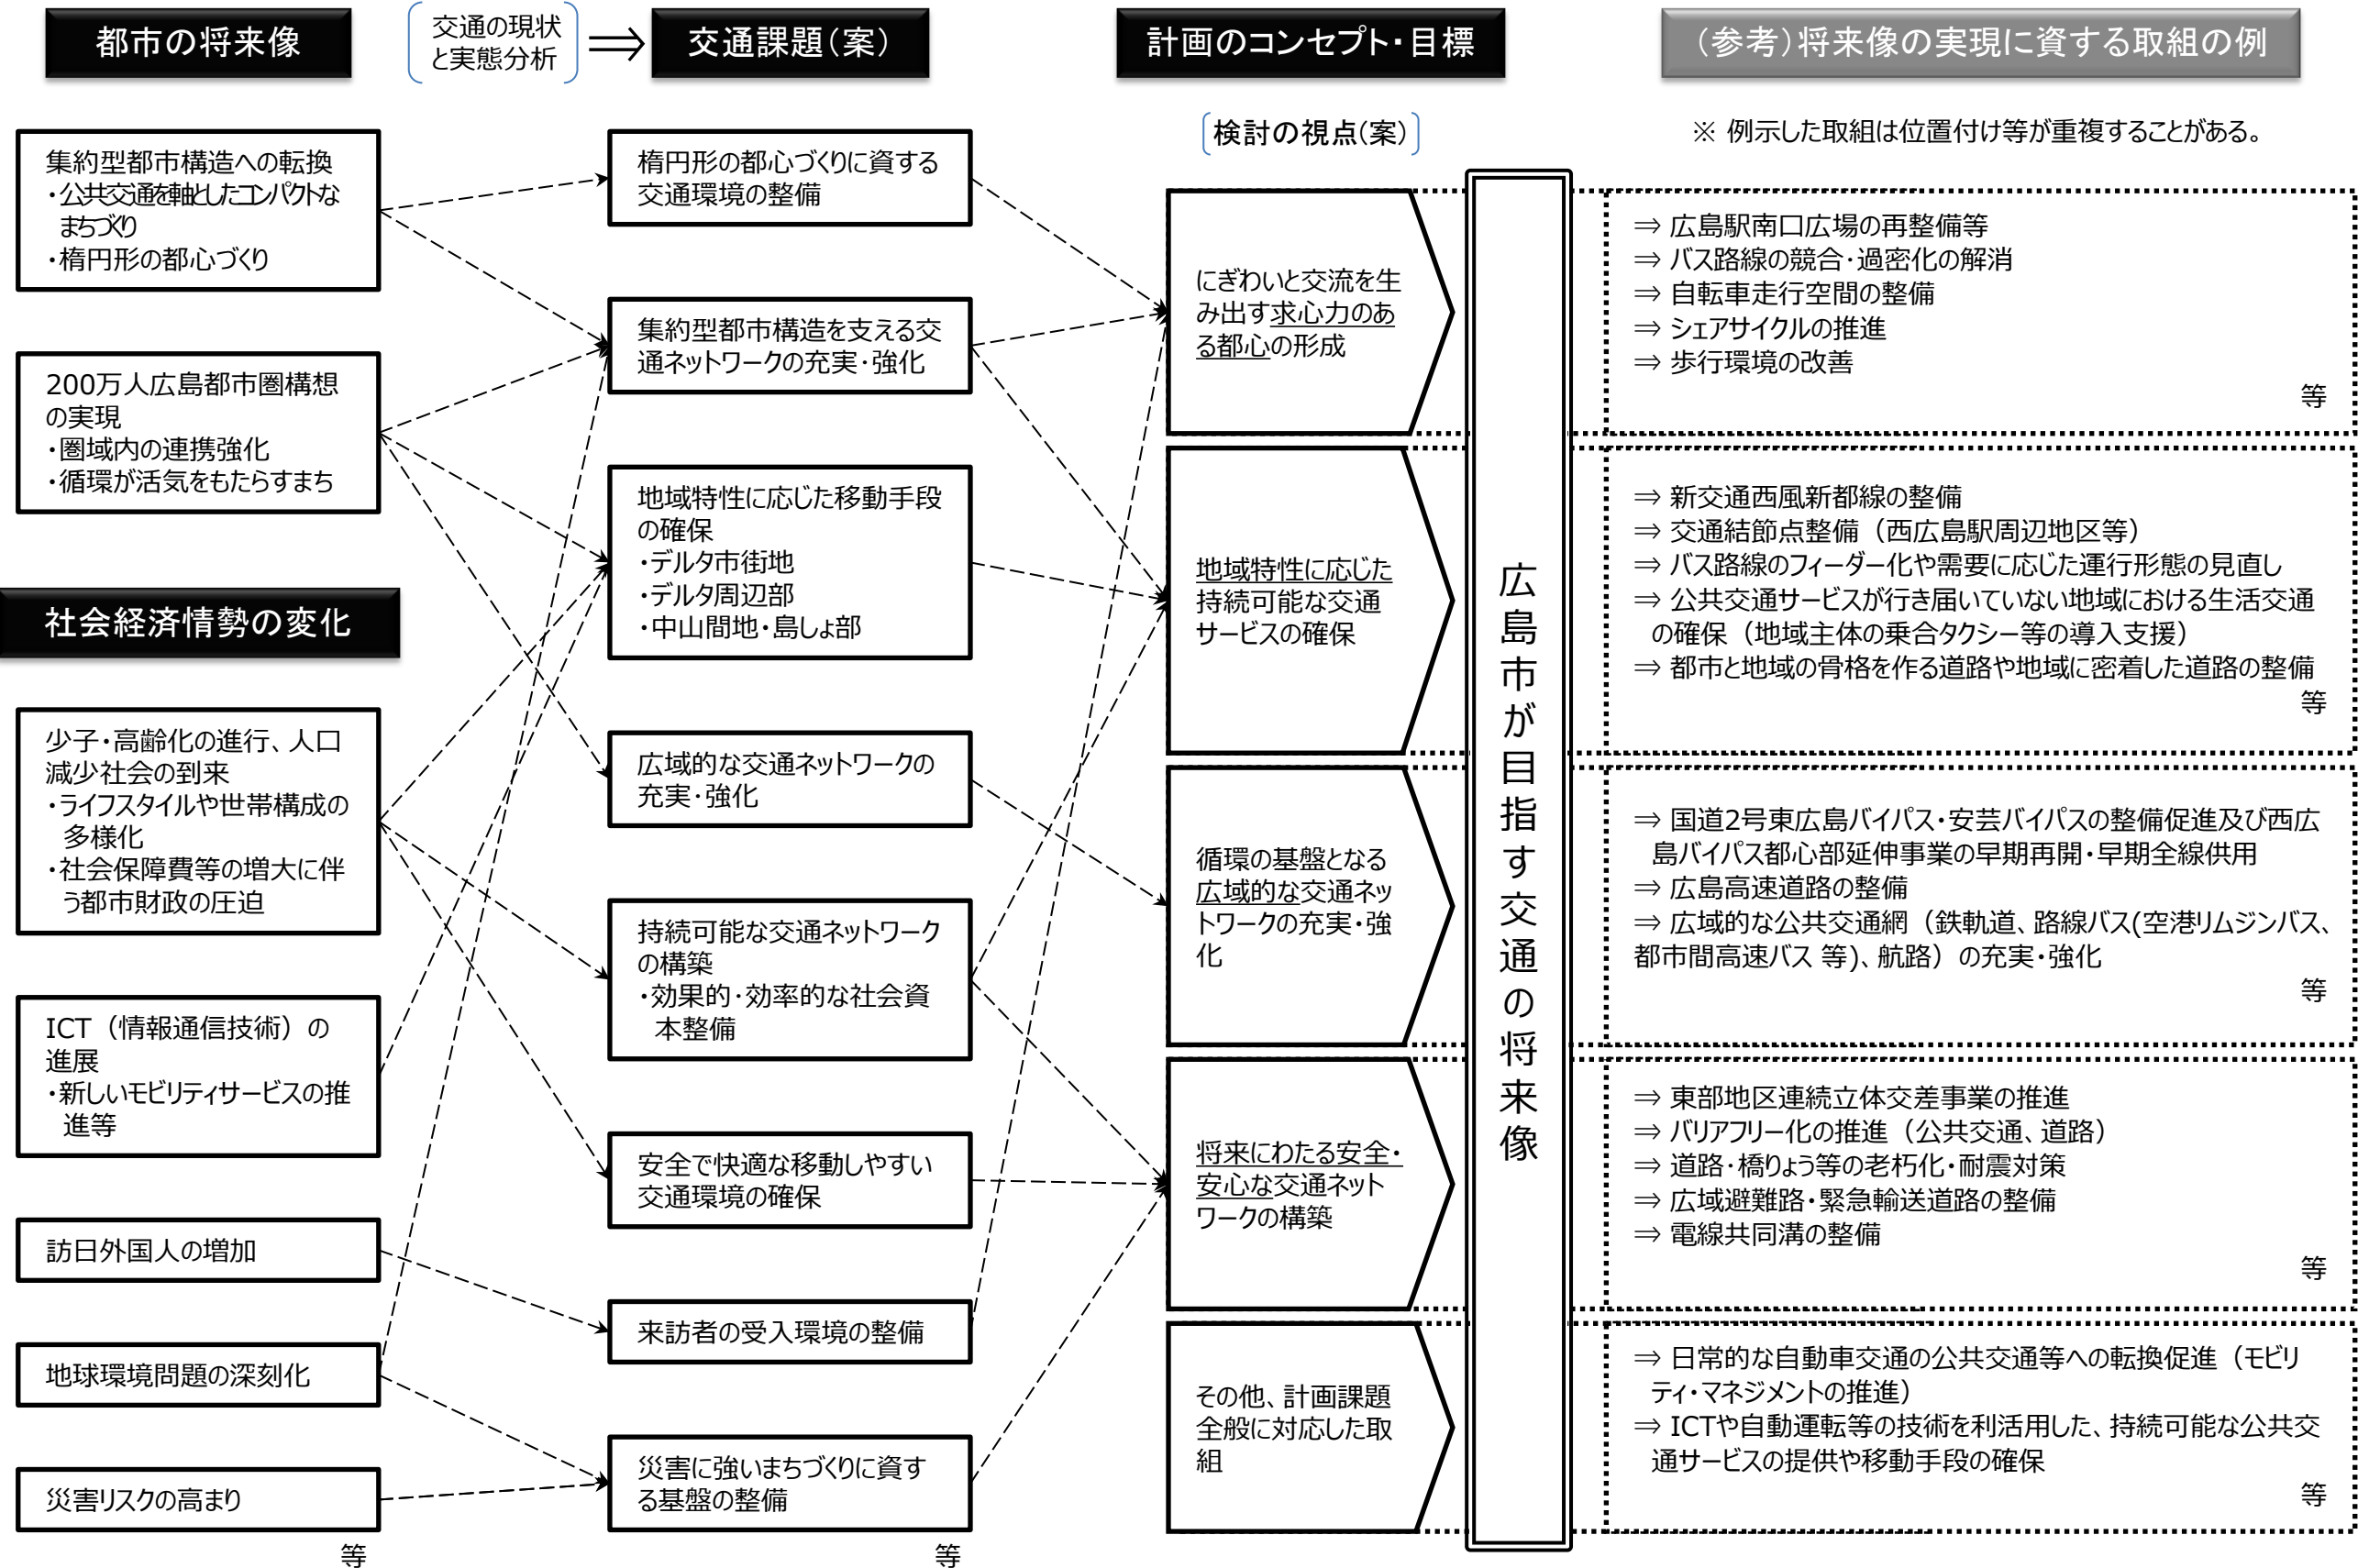 都市の将来像
交通の現状
と実態分析
交通課題（案）
計画のコンセプト・目標
（参考）将来像の実現に資する取組の例
検討の視点（案）
※ 例示した取組は位置付け等が重複することがある。
集約型都市構造への転換
・公共交通を軸としたコンパクトな
まちづくり
・楕円形の都心づくり
200万人広島都市圏構想
の実現
・圏域内の連携強化
・循環が活気をもたらすまち
社会経済情勢の変化
少子・高齢化の進行、人口
減少社会の到来
・ライフスタイルや世帯構成の
多様化
・社会保障費等の増大に伴
う都市財政の圧迫
ICT（情報通信技術）の
進展
・新しいモビリティサービスの推
進等
訪日外国人の増加
地球環境問題の深刻化
災害リスクの高まり
等
楕円形の都心づくりに資する
交通環境の整備
集約型都市構造を支える交
通ネットワークの充実・強化
地域特性に応じた移動手段
の確保
・デルタ市街地
・デルタ周辺部
・中山間地・島しょ部
広域的な交通ネットワークの
充実・強化
持続可能な交通ネットワーク
の構築
・効果的・効率的な社会資
本整備
安全で快適な移動しやすい
交通環境の確保
来訪者の受入環境の整備
災害に強いまちづくりに資す
る基盤の整備
等
にぎわいと交流を生
み出す求心力のあ
る都心の形成
地域特性に応じた
持続可能な交通
サービスの確保
循環の基盤となる
広域的な交通ネッ
トワークの充実・強
化
将来にわたる安全・
安心な交通ネット
ワークの構築
その他、計画課題
全般に対応した取
組
広島市が目指す交通の将来像
⇒ 広島駅南口広場の再整備等
⇒ バス路線の競合・過密化の解消
⇒ 自転車走行空間の整備
⇒ シェアサイクルの推進
⇒ 歩行環境の改善
等
⇒ 新交通西風新都線の整備
⇒ 交通結節点整備（西広島駅周辺地区等）
⇒ バス路線のフィーダー化や需要に応じた運行形態の見直し
⇒ 公共交通サービスが行き届いていない地域における生活交通
の確保（地域主体の乗合タクシー等の導入支援）
⇒ 都市と地域の骨格を作る道路や地域に密着した道路の整備
等
⇒ 国道2号東広島バイパス・安芸バイパスの整備促進及び西広
島バイパス都心部延伸事業の早期再開・早期全線供用
⇒ 広島高速道路の整備
⇒ 広域的な公共交通網（鉄軌道、路線バス(空港リムジンバス、
都市間高速バス 等)、航路）の充実・強化
等
⇒ 東部地区連続立体交差事業の推進
⇒ バリアフリー化の推進（公共交通、道路）
⇒ 道路・橋りょう等の老朽化・耐震対策
⇒ 広域避難路・緊急輸送道路の整備
⇒ 電線共同溝の整備
等
⇒ 日常的な自動車交通の公共交通等への転換促進（モビリ
ティ・マネジメントの推進）
⇒ ICTや自動運転等の技術を利活用した、持続可能な公共交
通サービスの提供や移動手段の確保
等